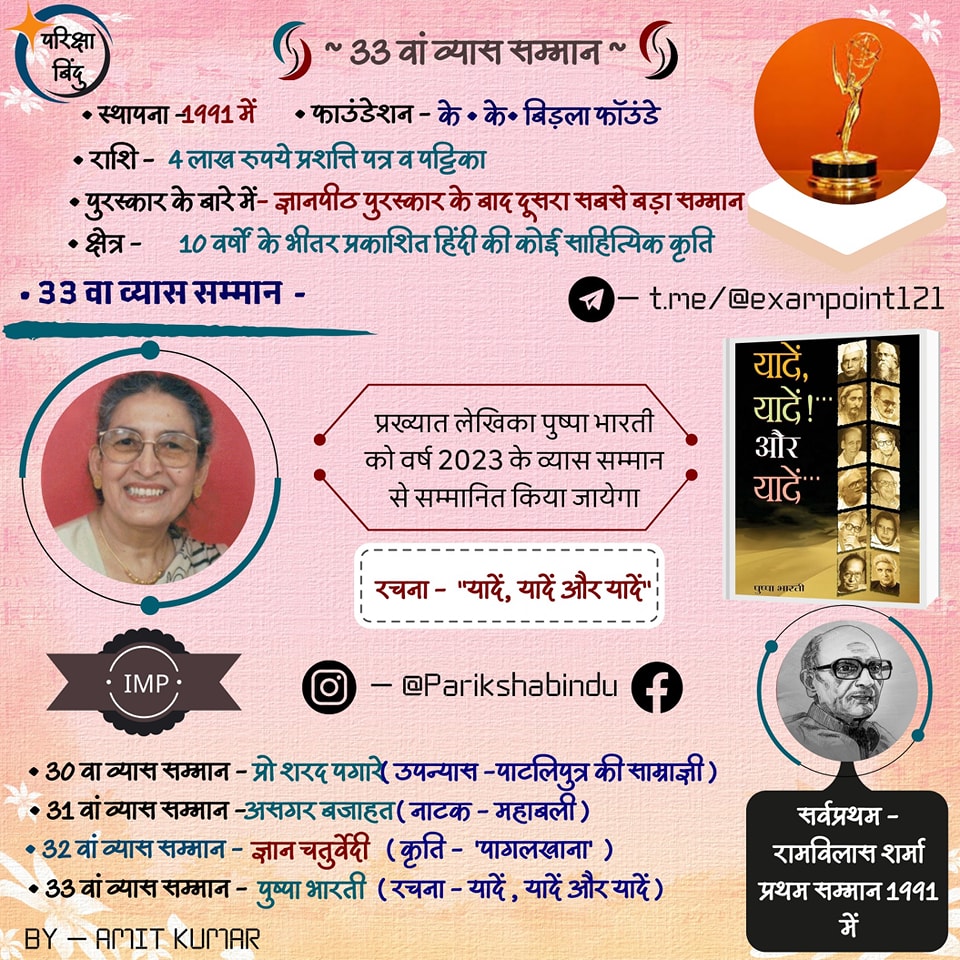 परिक्षा
बिंदु
~ 33 वां व्यास सम्मान ~
• स्थापना -1991 में • फाउंडेशन - के • के• बिड़ला फॉउंडे
• राशि - 4 लाख रुपये प्रशत्ति पत्र व पट्टिका
• पुरस्कार के बारे में- ज्ञानपीठ पुरस्कार के बाद दूसरा सबसे बड़ा सम्मान
• क्षेत्र - 10 वर्षों के भीतर प्रकाशित हिंदी की कोई साहित्यिक कृति
• 33 वा व्यास सम्मान -
— t.me/@exampoint121
प्रख्यात लेखिका पुष्पा भारती
को वर्ष 2023 के व्यास सम्मान
से सम्मानित किया जायेगा
यादें,
यादें!...
और
यादें...
पुष्पा भारती
रचना - "यादें, यादें और यादें"
IMP
— @Parikshabindu
• 30 वा व्यास सम्मान - प्रो शरद पगारे( उपन्यास -पाटलिपुत्र की साम्राज्ञी )
• 31 वां व्यास सम्मान -असगर बजाहत ( नाटक - महाबली )
• 32 वां व्यास सम्मान - ज्ञान चतुर्वेदी ( कृति - 'पागलखाना' )
• 33 वां व्यास सम्मान - पुष्पा भारती ( रचना - यादें , यादें और यादें )
सर्वप्रथम -
रामविलास शर्मा
प्रथम सम्मान 1991
में
BY — AMIT KUMAR